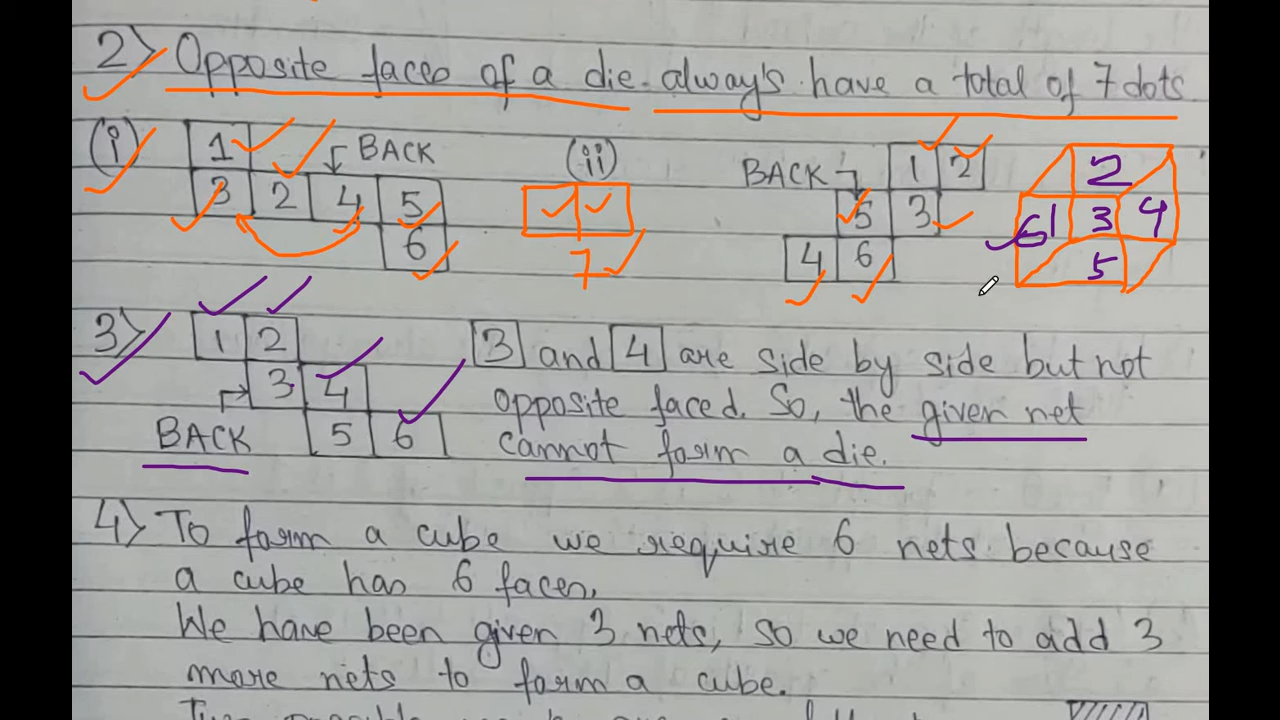 2) Opposite faces of a die always have a total of 7 dots
(i) 1 BACK (ii) BACK 1 2 2
3 2 4 5 5 3 6 1 3 4
6 7 4 6 5
3) 1 2 3 and 4 are side by side but not
3 4 opposite faced. So, the given net
BACK 5 6 cannot form a die.
4) To form a cube we require 6 nets because
a cube has 6 faces.
We have been given 3 nets, so we need to add 3
more nets to form a cube.